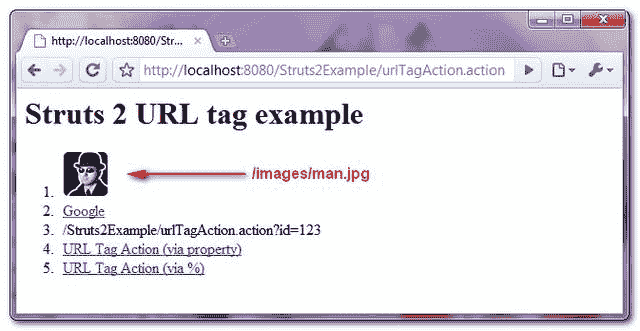 http://localhost:8080/Str...
http://localhost:8080/Struts2Example/urlTagAction.action
Struts 2 URL tag example
1.
/images/man.jpg
2. Google
3. /Struts2Example/urlTagAction.action?id=123
4. URL Tag Action (via property)
5. URL Tag Action (via %)